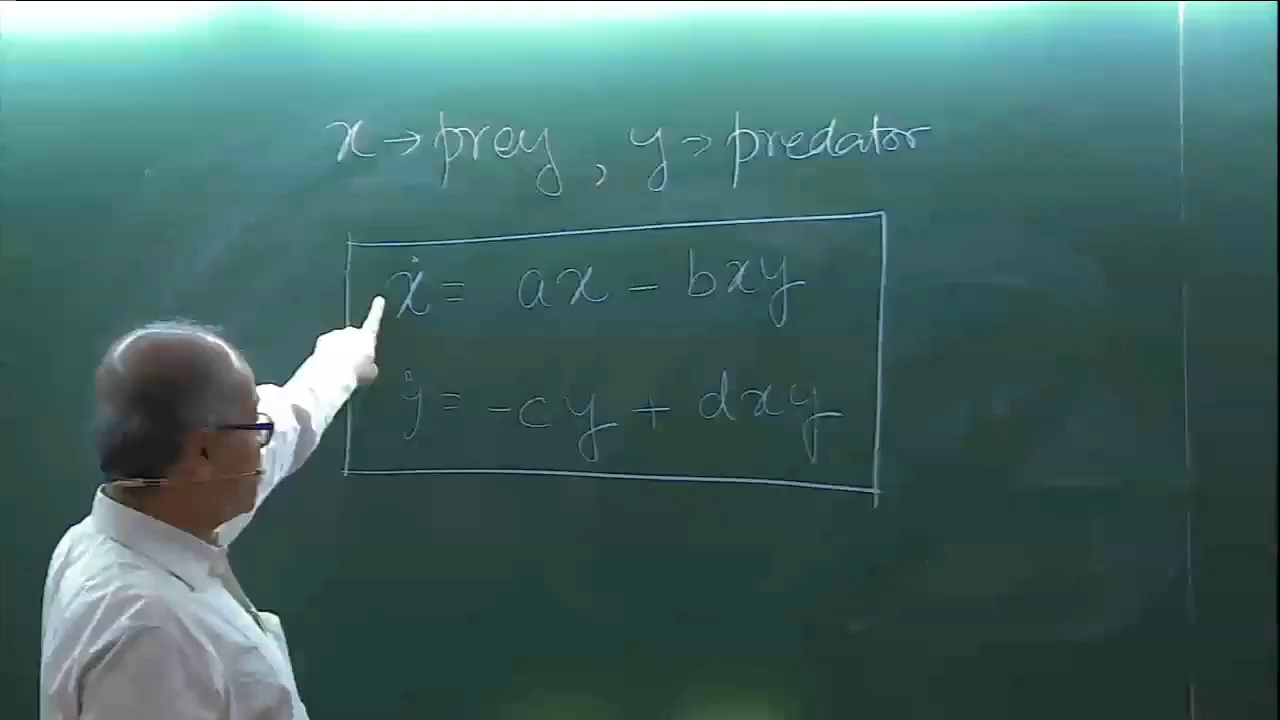 x → prey, y → predator
ẋ = ax - bxy
ẏ = -cy + dxy